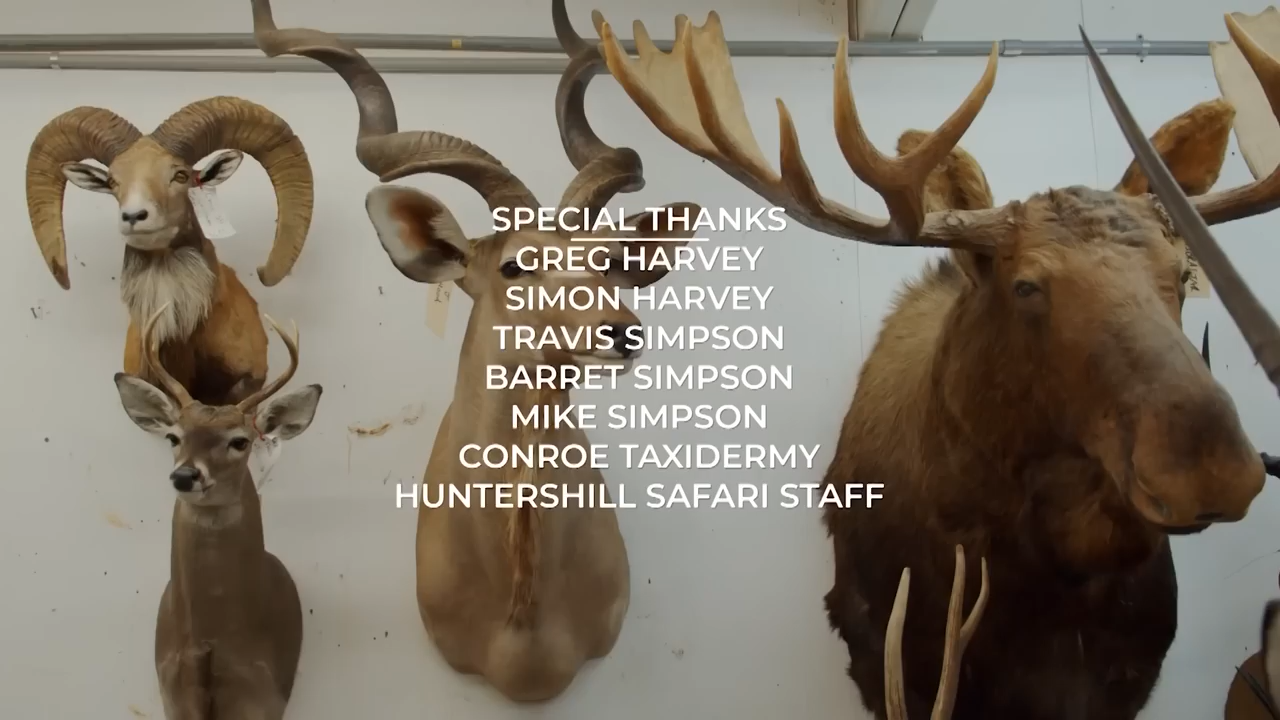 SPECIAL THANKS
GREG HARVEY
SIMON HARVEY
TRAVIS SIMPSON
BARRET SIMPSON
MIKE SIMPSON
CONROE TAXIDERMY
HUNTERSHILL SAFARI STAFF